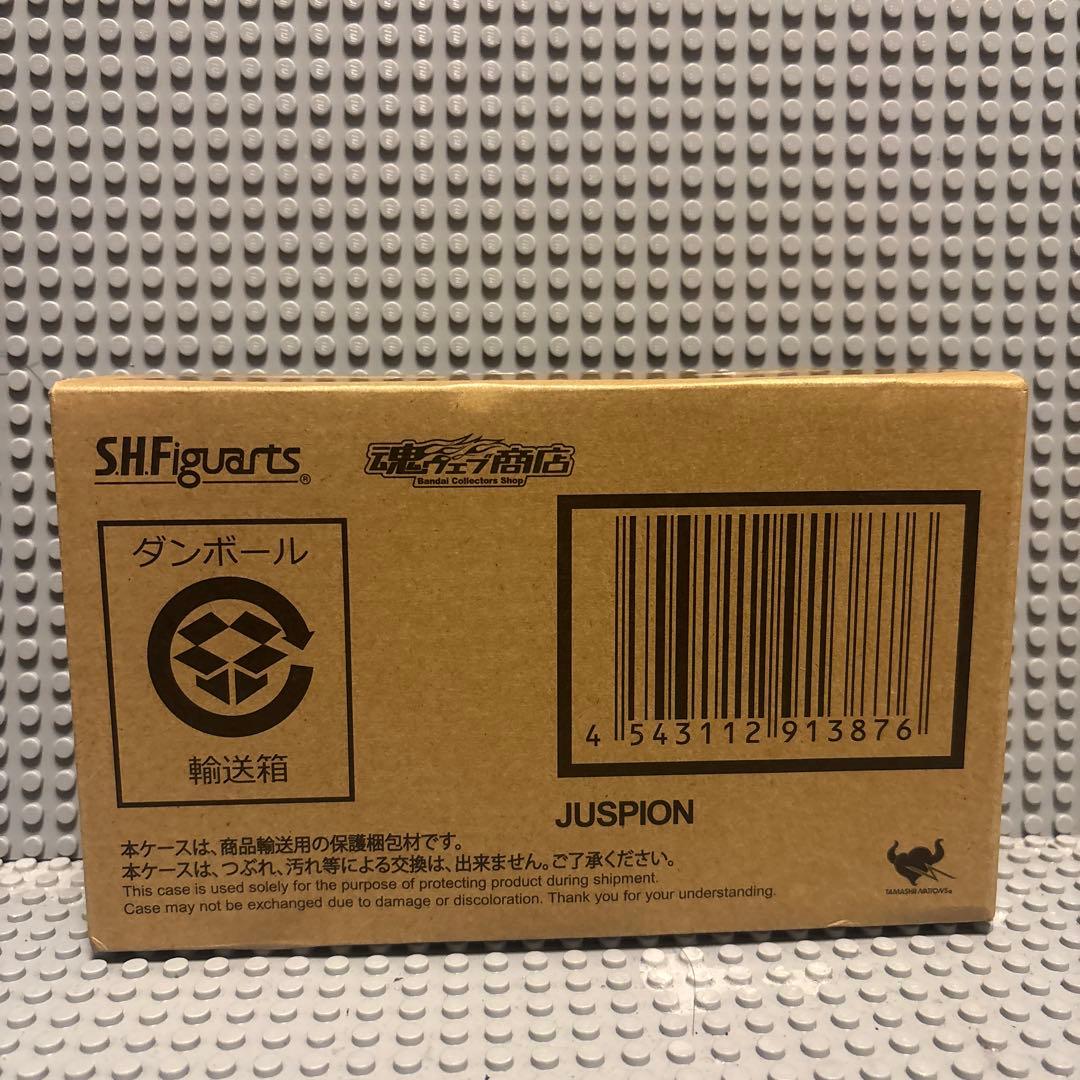 S.H.Figuarts®
魂ウェブ商店
Bandai Collectors Shop
ダンボール
輸送箱
4 543112 913876
JUSPION
本ケースは、商品輸送用の保護梱包材です。
本ケースは、つぶれ、汚れ等による交換は、出来ません。ご了承ください。
This case is used solely for the purpose of protecting product during shipment.
Case may not be exchanged due to damage or discoloration. Thank you for your understanding.
TAMASHII NATIONS®